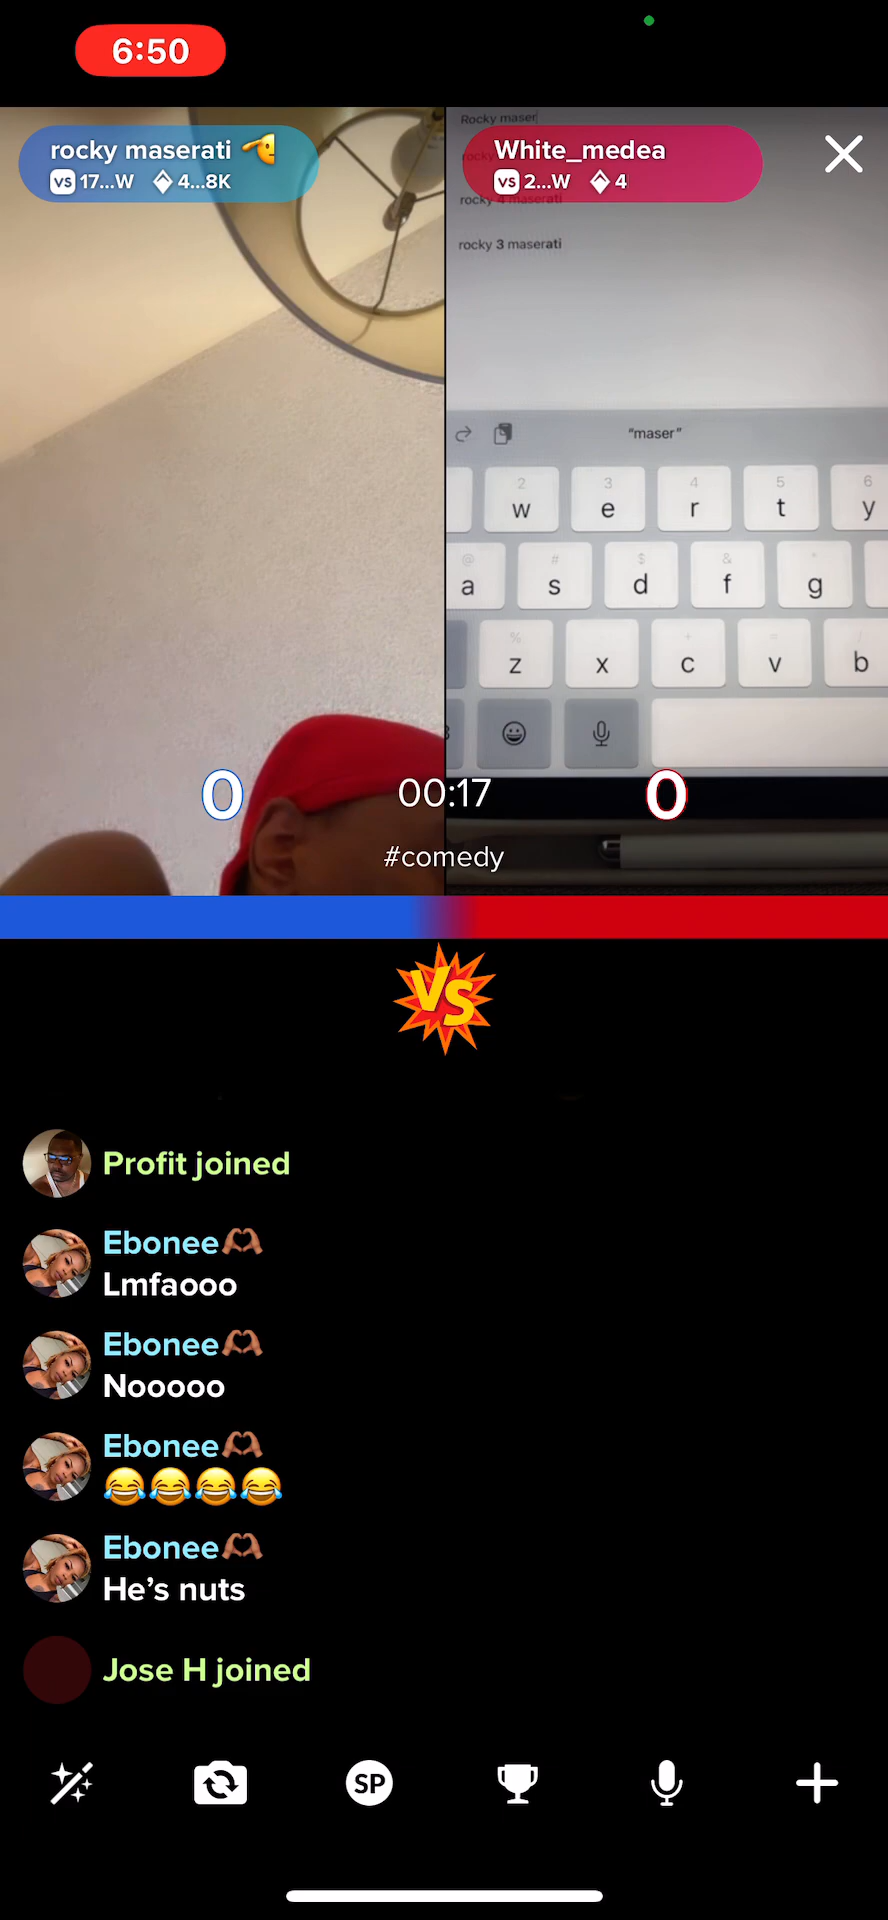 6:50
rocky maserati
VS 17...W 4...8K
Rocky maser
White_medea
VS 2...W 4
rocky 4 maserati
rocky 3 maserati
"maser"
2 3 4 5 6
w e r t y
@ # $ & *
a s d f g
% - + = /
z x c v b
0
00:17
0
#comedy
VS
Profit joined
Ebonee
Lmfaooo
Ebonee
Nooooo
Ebonee
😂😂😂😂
Ebonee
He's nuts
Jose H joined
SP